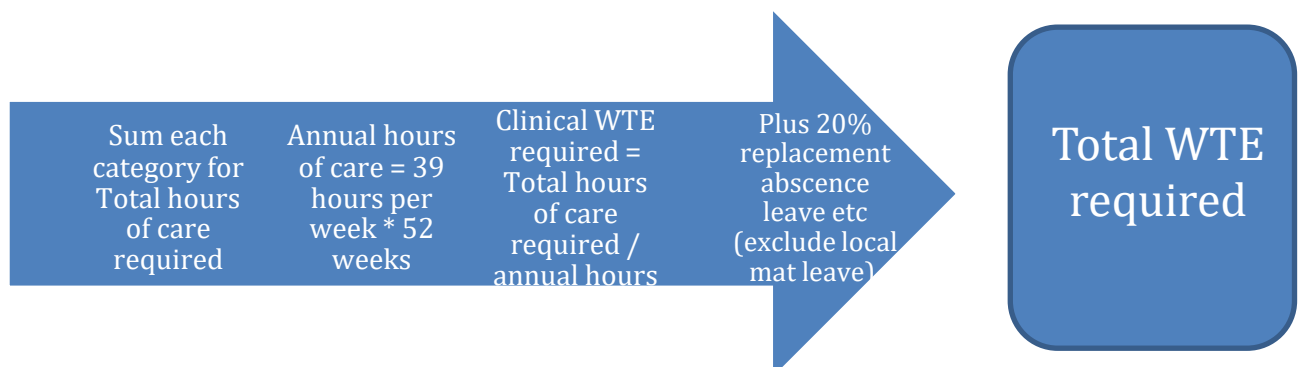 Sum each
category for
Total hours
of care
required
Annual hours
of care = 39
hours per
week * 52
weeks
Clinical WTE
required =
Total hours
of care
required /
annual hours
Plus 20%
replacement
abscence
leave etc
(exclude local
mat leave)
Total WTE
required